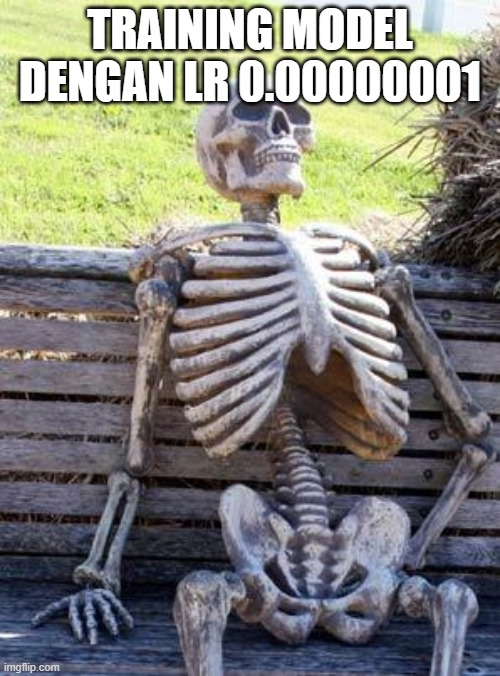 TRAINING MODEL
DENGAN LR 0.00000001
imgflip.com